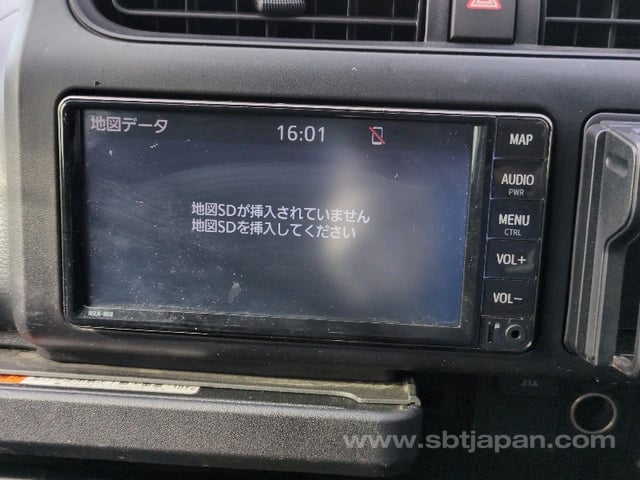 地図データ
16:01
地図SDが挿入されていません
地図SDを挿入してください
MAP
AUDIO
PWR
MENU
CTRL
VOL+
VOL-
21A
www.sbtjapan.com